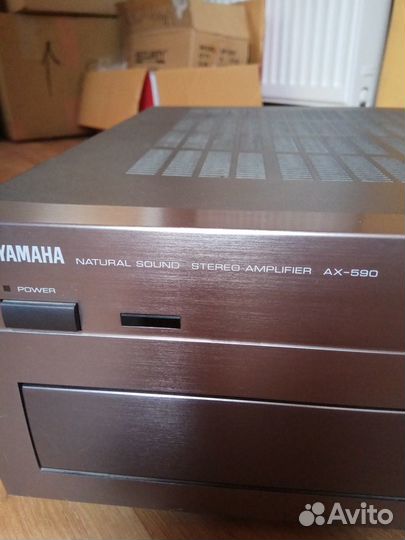 YAMAHA NATURAL SOUND STEREO AMPLIFIER AX-590
POWER
Avito